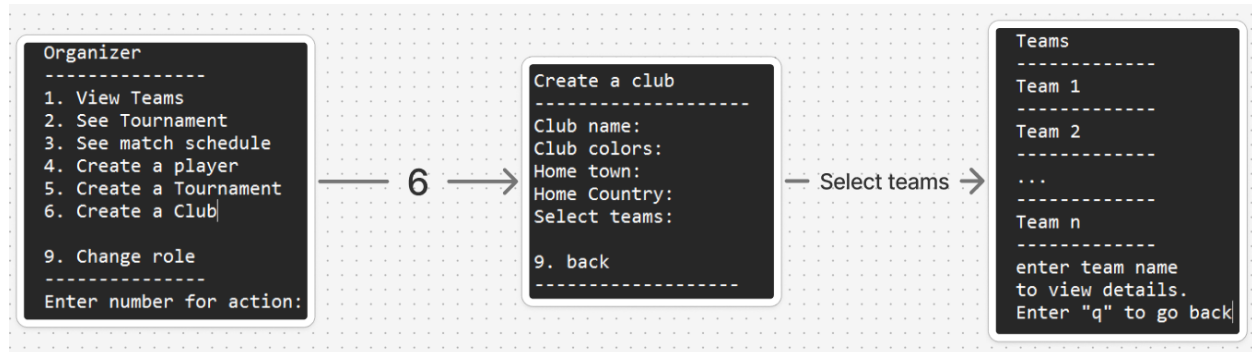 Organizer
---------------
1. View Teams
2. See Tournament
3. See match schedule
4. Create a player
5. Create a Tournament
6. Create a Club
9. Change role
---------------
Enter number for action:
6
Create a club
--------------------
Club name:
Club colors:
Home town:
Home Country:
Select teams:
9. back
-------------------
Select teams
Teams
-------------
Team 1
-------------
Team 2
-------------
...
-------------
Team n
-------------
enter team name
to view details.
Enter "q" to go back